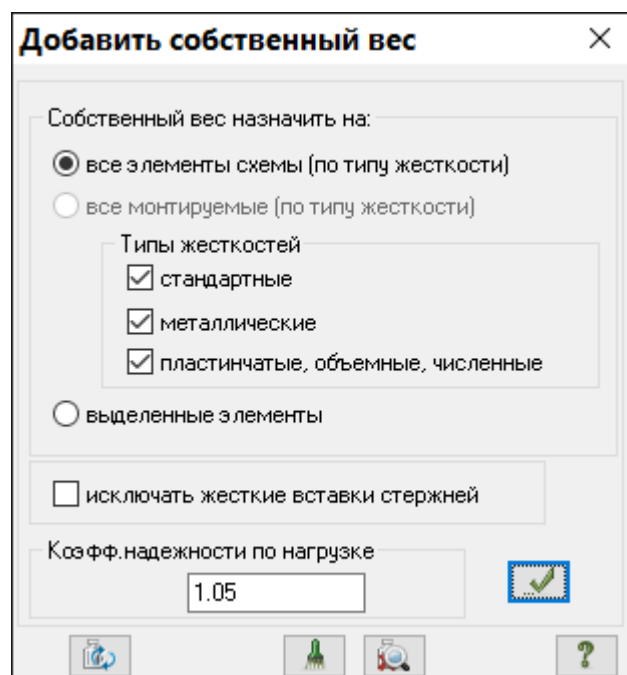 Добавить собственный вес
Собственный вес назначить на:
все элементы схемы (по типу жесткости)
все монтируемые (по типу жесткости)
Типы жесткостей
стандартные
металлические
пластинчатые, объемные, численные
выделенные элементы
исключать жесткие вставки стержней
Коэфф.надежности по нагрузке
1.05
?